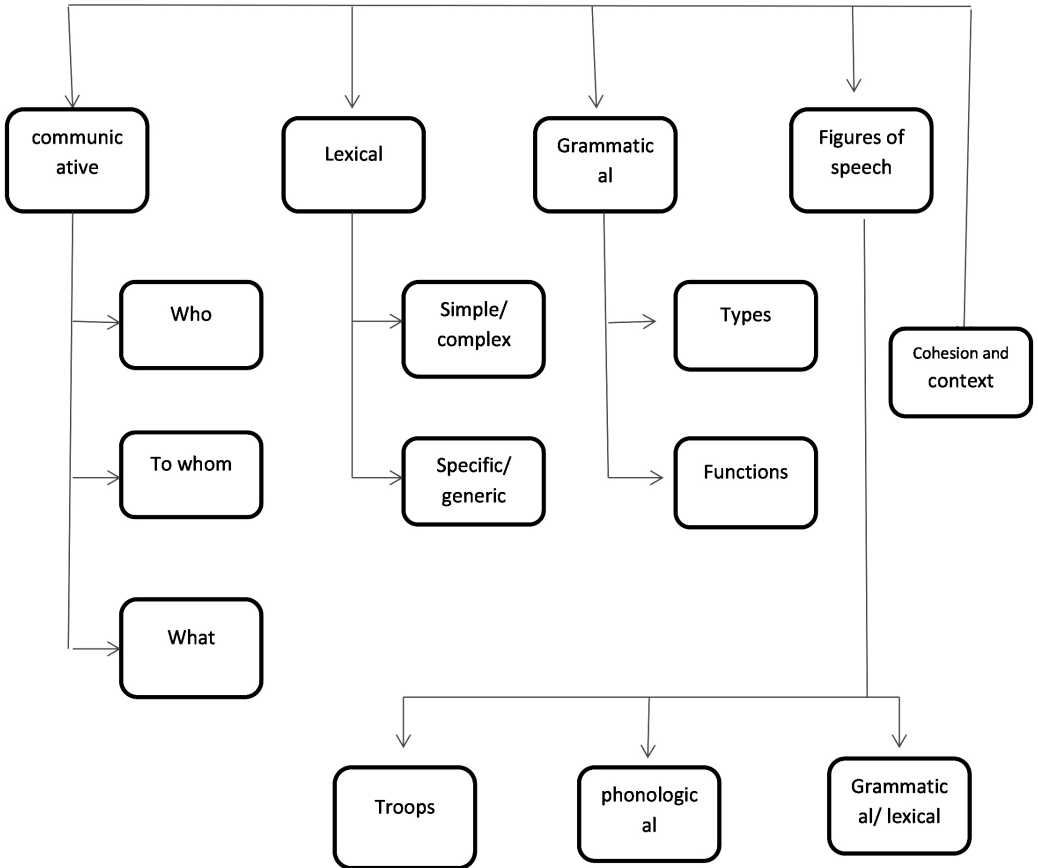 communic
ative
Lexical
Grammatic
al
Figures of
speech
Who
Simple/
complex
Types
Cohesion and
context
To whom
Specific/
generic
Functions
What
Troops
phonologic
al
Grammatic
al/ lexical